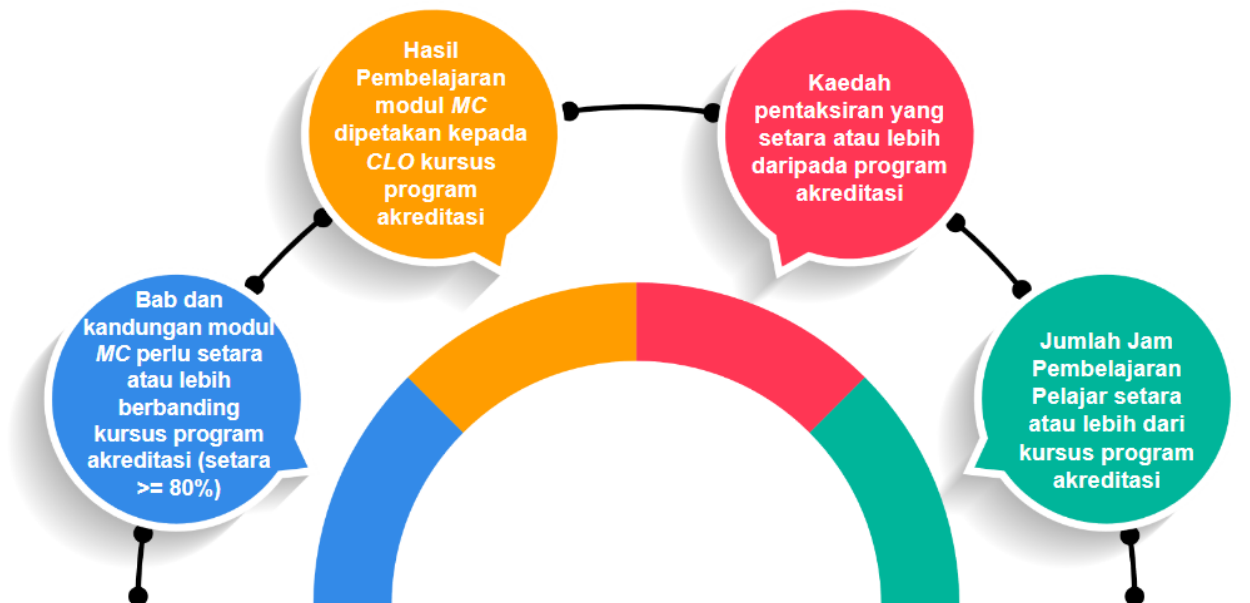 Hasil
Pembelajaran
modul MC
dipetakan kepada
CLO kursus
program
akreditasi
Kaedah
pentaksiran yang
setara atau lebih
daripada program
akreditasi
Bab dan
kandungan modul
MC perlu setara
atau lebih
berbanding
kursus program
akreditasi (setara
>= 80%)
Jumlah Jam
Pembelajaran
Pelajar setara
atau lebih dari
kursus program
akreditasi